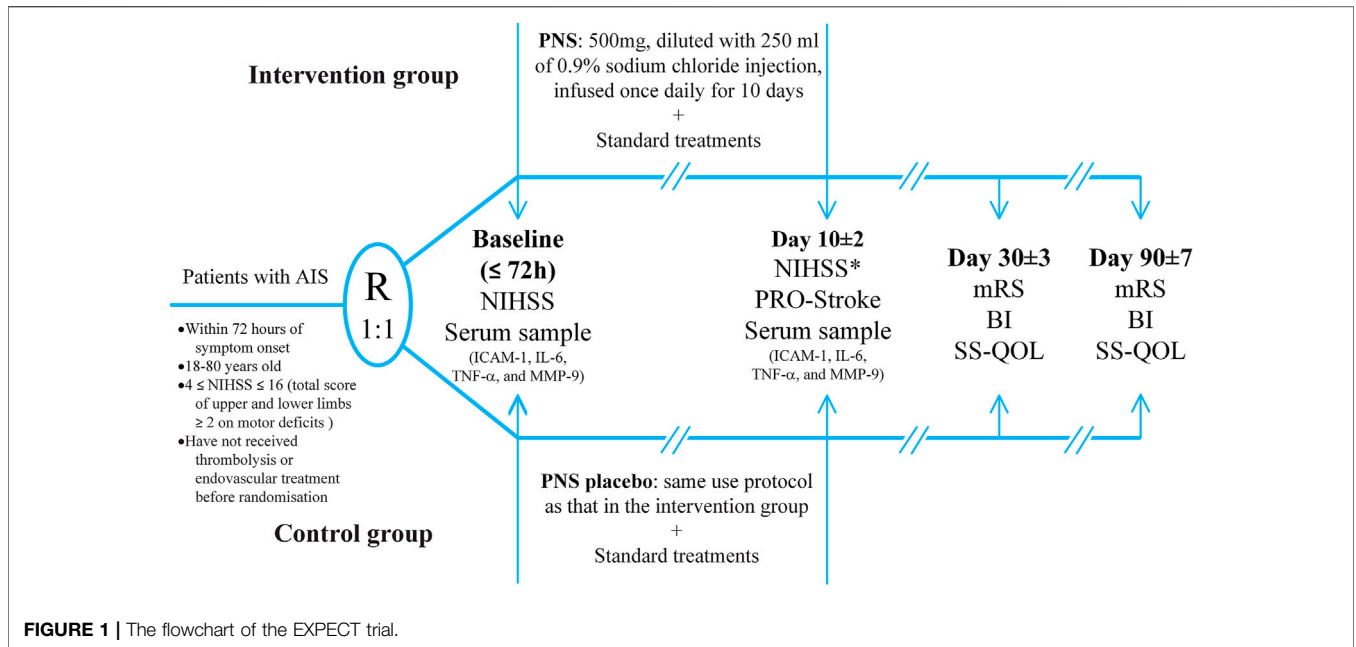 Intervention group
PNS: 500mg, diluted with 250 ml
of 0.9% sodium chloride injection,
infused once daily for 10 days
+
Standard treatments
Patients with AIS
•Within 72 hours of
symptom onset
•18-80 years old
•4 ≤ NIHSS ≤ 16 (total score
of upper and lower limbs
≥ 2 on motor deficits )
•Have not received
thrombolysis or
endovascular treatment
before randomisation
R
1:1
Baseline
(≤ 72h)
NIHSS
Serum sample
(ICAM-1, IL-6,
TNF-α, and MMP-9)
Day 10±2
NIHSS*
PRO-Stroke
Serum sample
(ICAM-1, IL-6,
TNF-α, and MMP-9)
Day 30±3
mRS
BI
SS-QOL
Day 90±7
mRS
BI
SS-QOL
Control group
PNS placebo: same use protocol
as that in the intervention group
+
Standard treatments
FIGURE 1 | The flowchart of the EXPECT trial.